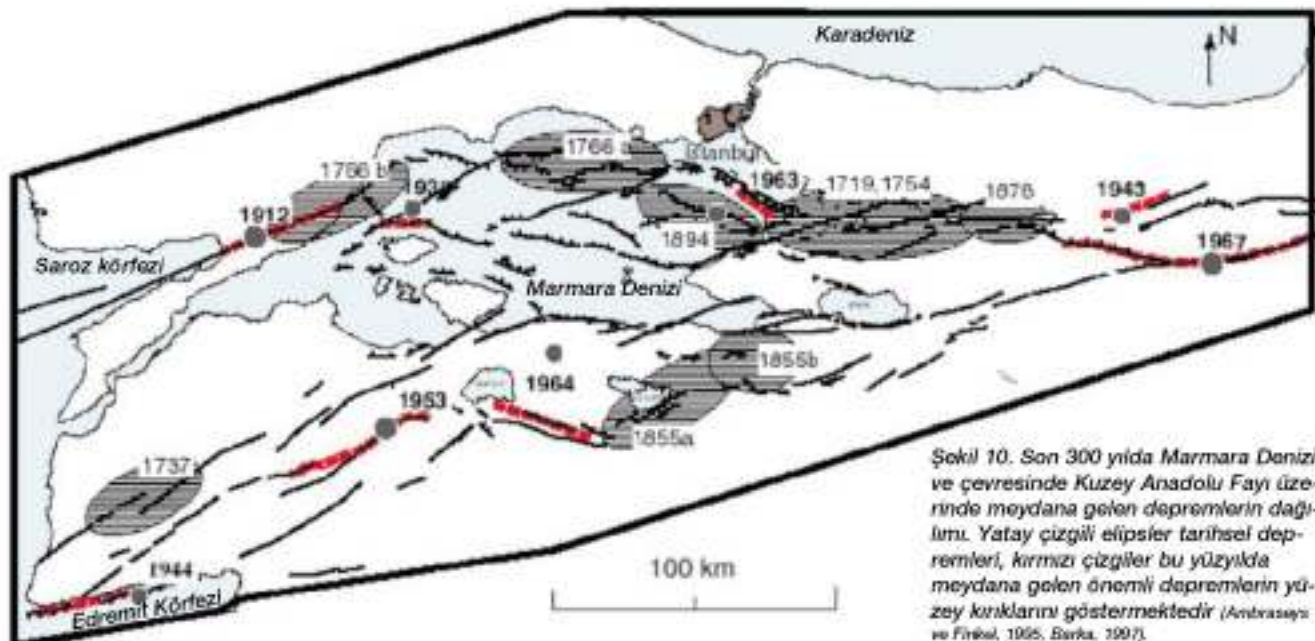 Karadeniz
N
1766 a
İstanbul
1766 b
193
1963
1719, 1754
1878
1943
1912
1894
1967
Saroz körfezi
Marmara Denizi
1855b
1964
1953
1855a
1737
1944
Edremit Körfezi
100 km
Şekil 10. Son 300 yılda Marmara Denizi
ve çevresinde Kuzey Anadolu Fayı üze-
rinde meydana gelen depremlerin dağı-
lımı. Yatay çizgili elipsler tarihsel dep-
remleri, kırmızı çizgiler bu yüzyılda
meydana gelen önemli depremlerin yü-
zey kırıklarını göstermektedir (Ambraseys
ve Finkel, 1995, Barka, 1997).